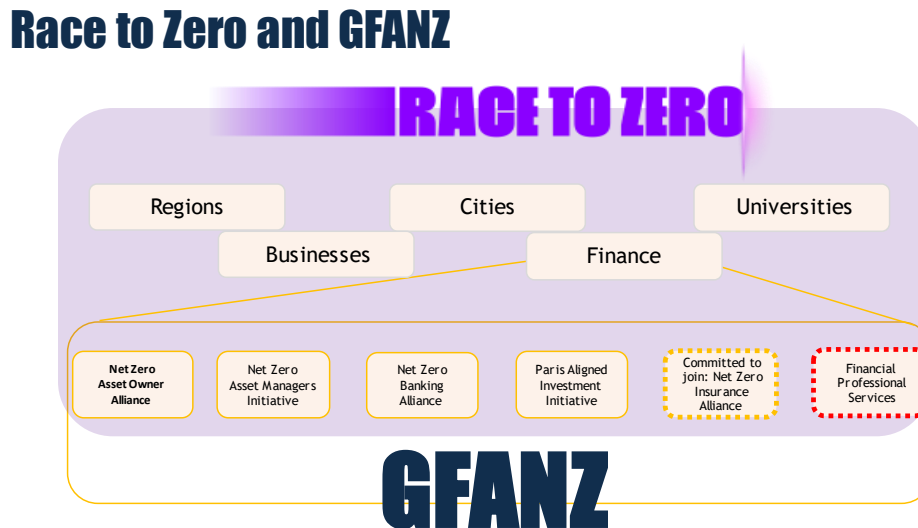 Race to Zero and GFANZ
RACE TO ZERO
Regions
Cities
Universities
Businesses
Finance
Net Zero
Asset Owner
Alliance
Net Zero
Asset Managers
Initiative
Net Zero
Banking
Alliance
Paris Aligned
Investment
Initiative
Committed to
join: Net Zero
Insurance
Alliance
Financial
Professional
Services
GFANZ